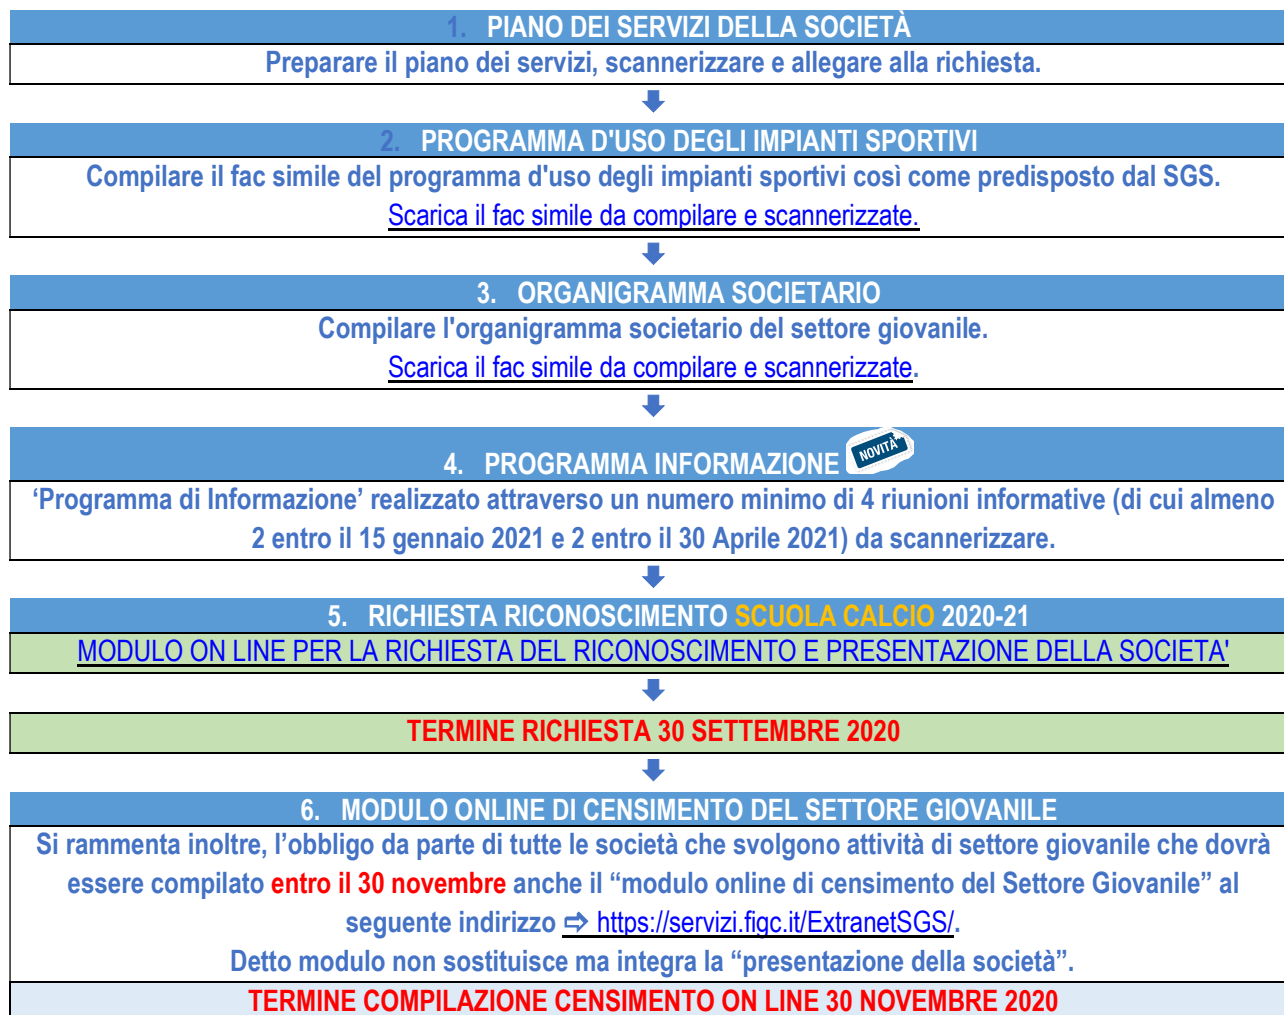 1. PIANO DEI SERVIZI DELLA SOCIETÀ
Preparare il piano dei servizi, scannerizzare e allegare alla richiesta.
2. PROGRAMMA D'USO DEGLI IMPIANTI SPORTIVI
Compilare il fac simile del programma d'uso degli impianti sportivi così come predisposto dal SGS.
Scarica il fac simile da compilare e scannerizzate.
3. ORGANIGRAMMA SOCIETARIO
Compilare l'organigramma societario del settore giovanile.
Scarica il fac simile da compilare e scannerizzate.
4. PROGRAMMA INFORMAZIONE NOVITÀ
‘Programma di Informazione’ realizzato attraverso un numero minimo di 4 riunioni informative (di cui almeno
2 entro il 15 gennaio 2021 e 2 entro il 30 Aprile 2021) da scannerizzare.
5. RICHIESTA RICONOSCIMENTO SCUOLA CALCIO 2020-21
MODULO ON LINE PER LA RICHIESTA DEL RICONOSCIMENTO E PRESENTAZIONE DELLA SOCIETA'
TERMINE RICHIESTA 30 SETTEMBRE 2020
6. MODULO ONLINE DI CENSIMENTO DEL SETTORE GIOVANILE
Si rammenta inoltre, l’obbligo da parte di tutte le società che svolgono attività di settore giovanile che dovrà
essere compilato entro il 30 novembre anche il “modulo online di censimento del Settore Giovanile” al
seguente indirizzo ⇨ https://servizi.figc.it/ExtranetSGS/.
Detto modulo non sostituisce ma integra la “presentazione della società”.
TERMINE COMPILAZIONE CENSIMENTO ON LINE 30 NOVEMBRE 2020